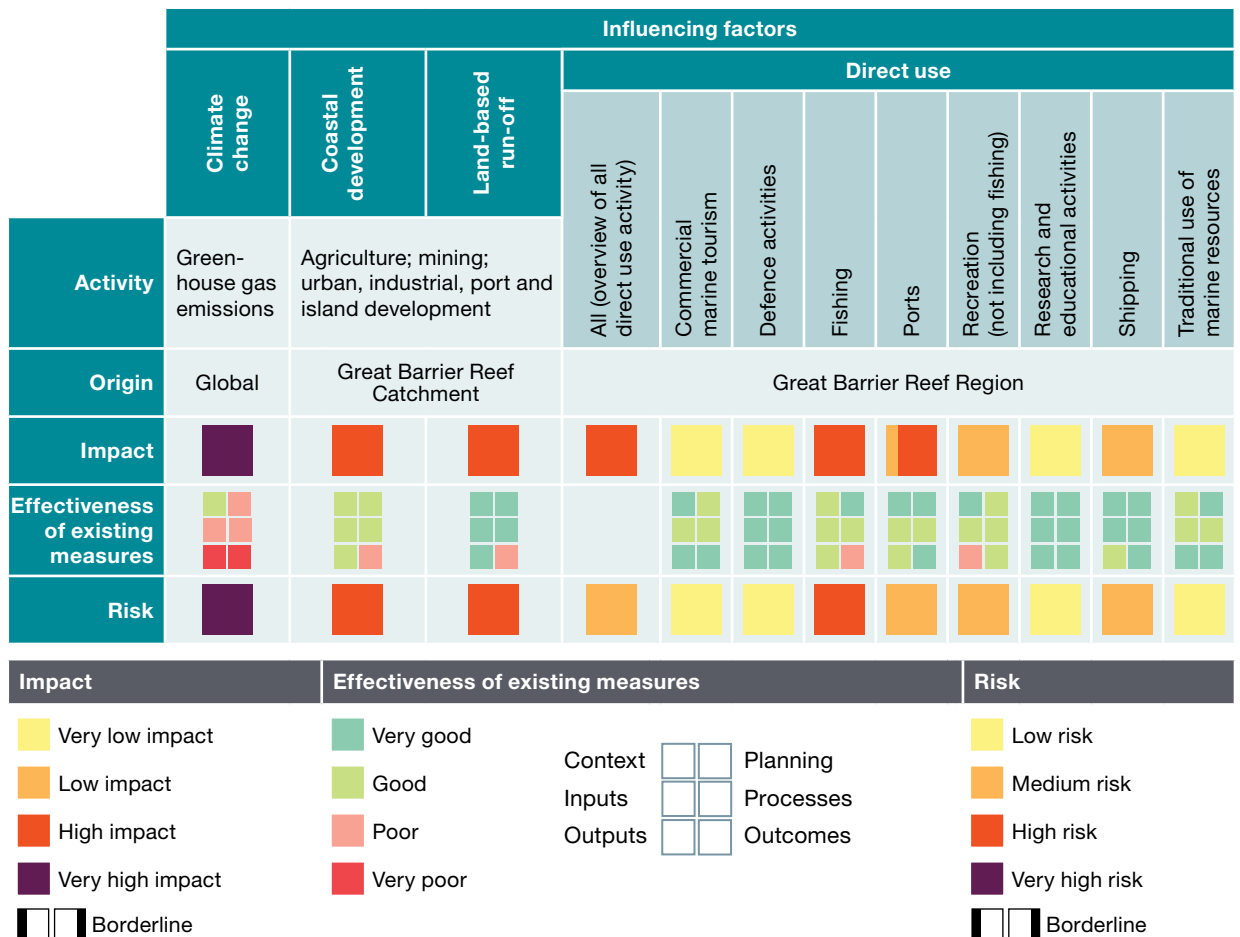 Influencing factors
Climate
change
Coastal
development
Land-based
run-off
Direct use
All (overview of all
direct use activity)
Commercial
marine tourism
Defence activities
Fishing
Ports
Recreation
(not including fishing)
Research and
educational activities
Shipping
Traditional use of
marine resources
Activity
Green-
house gas
emissions
Agriculture; mining;
urban, industrial, port and
island development
Origin
Global
Great Barrier Reef
Catchment
Great Barrier Reef Region
Impact
Effectiveness
of existing
measures
Risk
Impact
Very low impact
Low impact
High impact
Very high impact
Borderline
Effectiveness of existing measures
Very good
Good
Poor
Very poor
Context
Planning
Inputs
Processes
Outputs
Outcomes
Risk
Low risk
Medium risk
High risk
Very high risk
Borderline